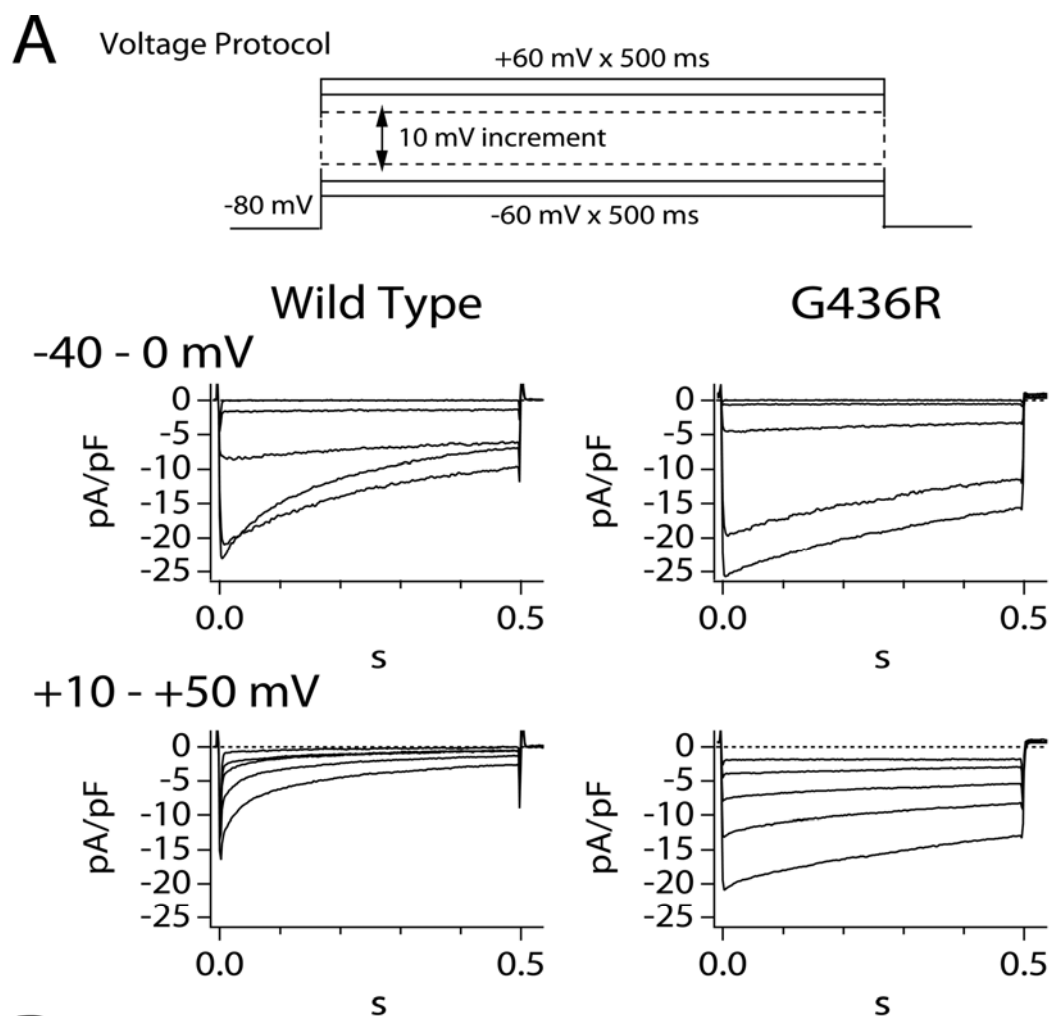 A Voltage Protocol
+60 mV x 500 ms
10 mV increment
-80 mV
-60 mV x 500 ms
Wild Type G436R
-40 - 0 mV
0
-5
-10
-15
-20
-25
pA/pF
0.0 0.5
s
0
-5
-10
-15
-20
-25
pA/pF
0.0 0.5
s
+10 - +50 mV
0
-5
-10
-15
-20
-25
pA/pF
0.0 0.5
s
0
-5
-10
-15
-20
-25
pA/pF
0.0 0.5
s